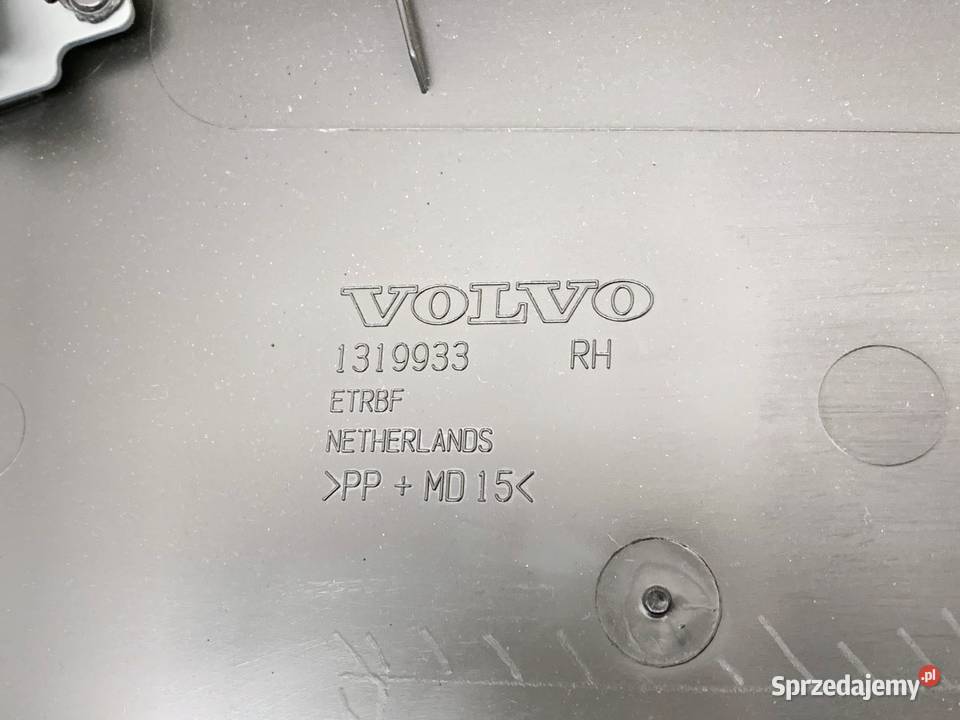 VOLVO
1319933 RH
ETRBF
NETHERLANDS
>PP + MD 15<
Sprzedajemy.pl